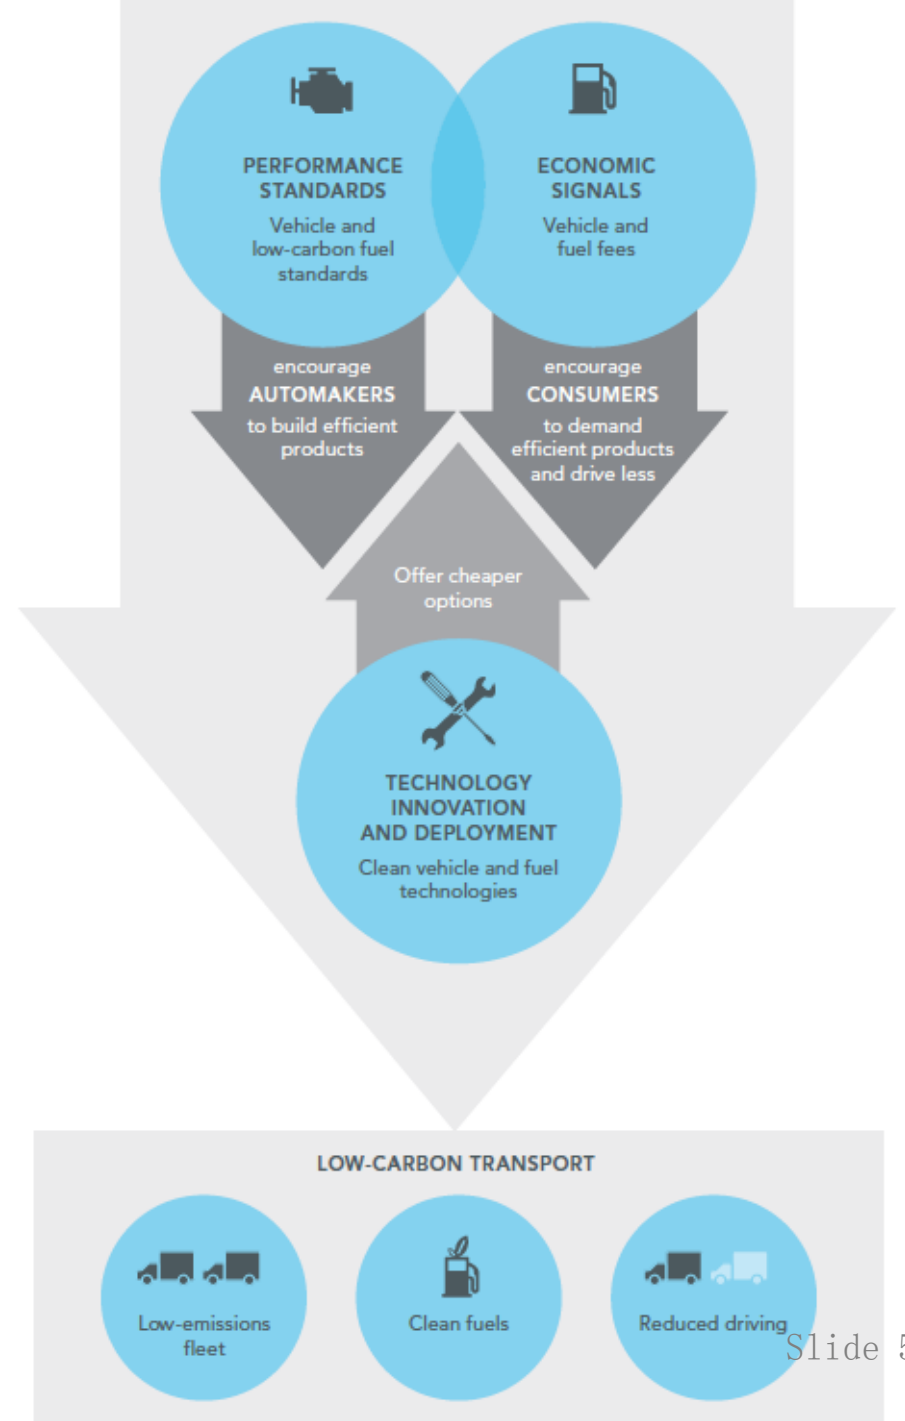 PERFORMANCE
STANDARDS
Vehicle and
low-carbon fuel
standards
ECONOMIC
SIGNALS
Vehicle and
fuel fees
encourage
AUTOMAKERS
to build efficient
products
encourage
CONSUMERS
to demand
efficient products
and drive less
Offer cheaper
options
TECHNOLOGY
INNOVATION
AND DEPLOYMENT
Clean vehicle and fuel
technologies
LOW-CARBON TRANSPORT
Low-emissions
fleet
Clean fuels
Reduced driving
Slide 5